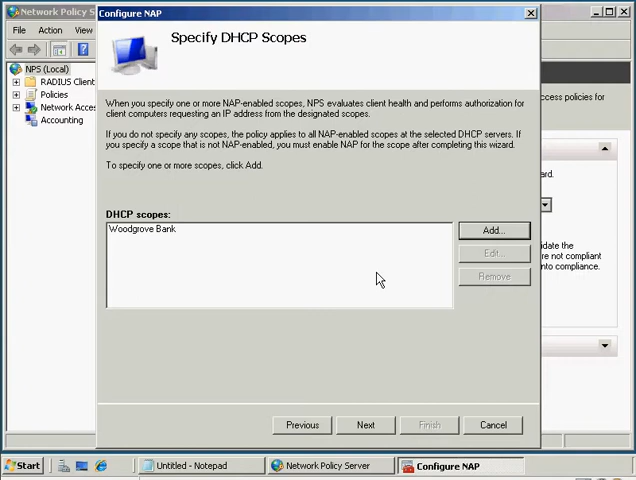 Network Policy S
Configure NAP
File Action View
Specify DHCP Scopes
NPS (Local)
RADIUS Client
Policies
Network Acces
Accounting
When you specify one or more NAP-enabled scopes, NPS evaluates client health and performs authorization for
client computers requesting an IP address from the designated scopes.
If you do not specify any scopes, the policy applies to all NAP-enabled scopes at the selected DHCP servers. If
you specify a scope that is not NAP-enabled, you must enable NAP for the scope after completing this wizard.
To specify one or more scopes, click Add.
DHCP scopes:
Woodgrove Bank
Add...
Edit...
Remove
ccess policies for
ard.
idate the
re not compliant
nto compliance.
Previous Next Finish Cancel
Start Untitled - Notepad Network Policy Server Configure NAP